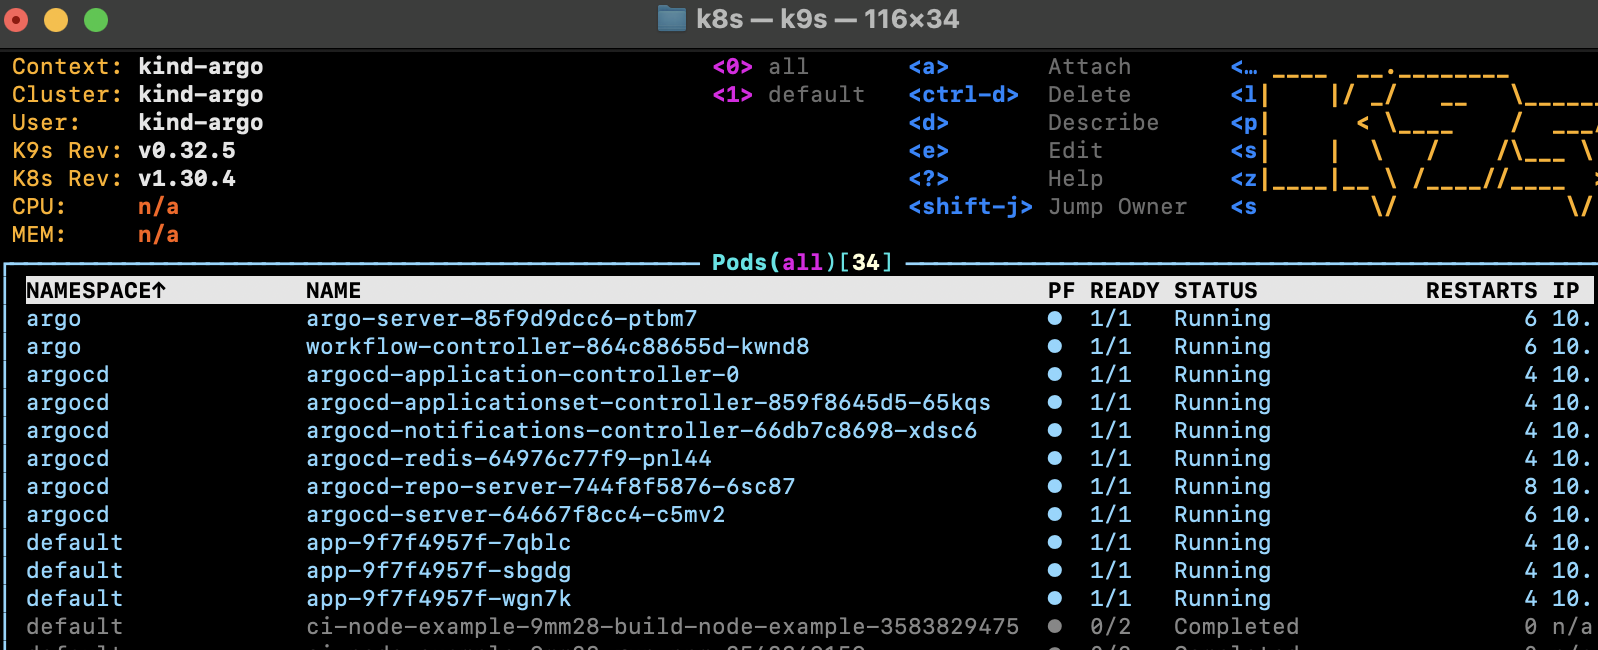 k8s — k9s — 116×34
Context: kind-argo <0> all <a> Attach <…
Cluster: kind-argo <1> default <ctrl-d> Delete <l
User: kind-argo <d> Describe <p
K9s Rev: v0.32.5 <e> Edit <s
K8s Rev: v1.30.4 <?> Help <z
CPU: n/a <shift-j> Jump Owner <s
MEM: n/a
Pods(all)[34]
NAMESPACE↑ NAME PF READY STATUS RESTARTS IP
argo argo-server-85f9d9dcc6-ptbm7 ● 1/1 Running 6 10.
argo workflow-controller-864c88655d-kwnd8 ● 1/1 Running 6 10.
argocd argocd-application-controller-0 ● 1/1 Running 4 10.
argocd argocd-applicationset-controller-859f8645d5-65kqs ● 1/1 Running 4 10.
argocd argocd-notifications-controller-66db7c8698-xdsc6 ● 1/1 Running 4 10.
argocd argocd-redis-64976c77f9-pnl44 ● 1/1 Running 4 10.
argocd argocd-repo-server-744f8f5876-6sc87 ● 1/1 Running 8 10.
argocd argocd-server-64667f8cc4-c5mv2 ● 1/1 Running 6 10.
default app-9f7f4957f-7qblc ● 1/1 Running 4 10.
default app-9f7f4957f-sbgdg ● 1/1 Running 4 10.
default app-9f7f4957f-wgn7k ● 1/1 Running 4 10.
default ci-node-example-9mm28-build-node-example-3583829475 ● 0/2 Completed 0 n/a